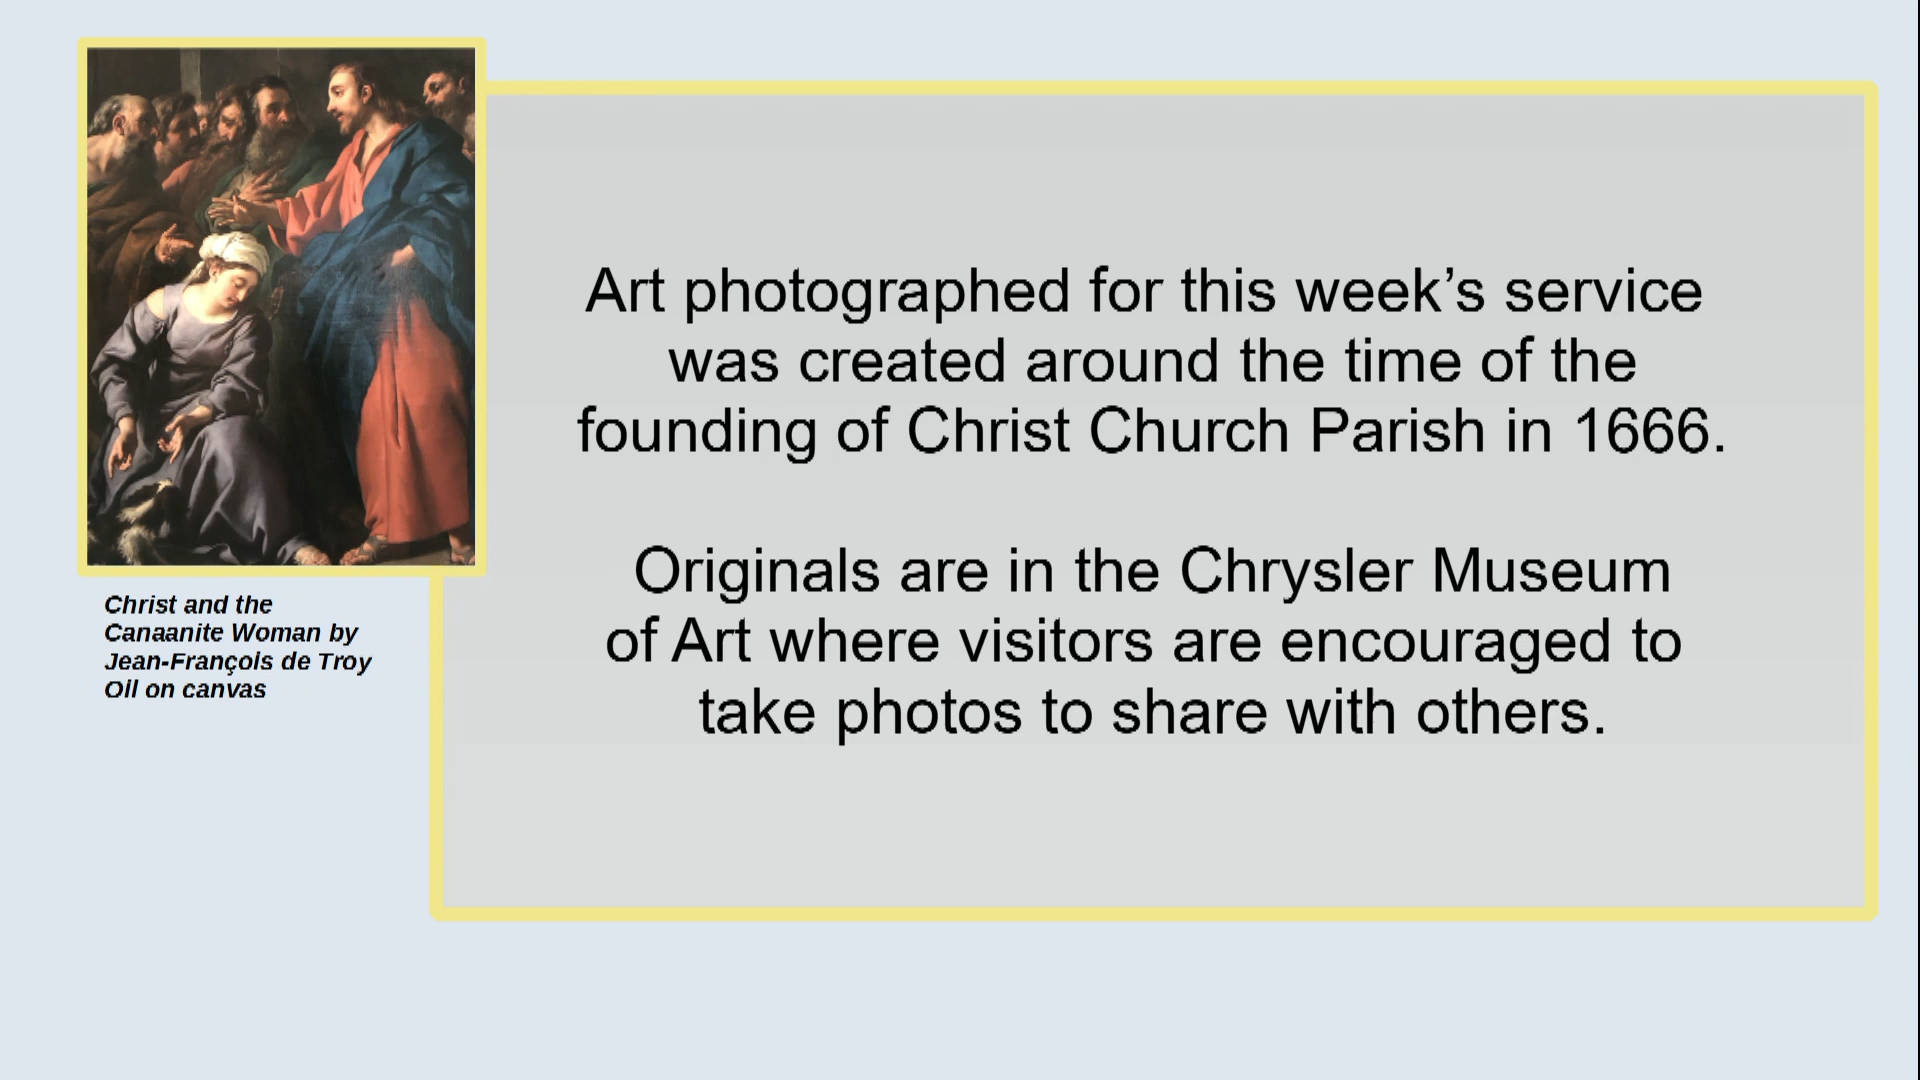 Christ and the
Canaanite Woman by
Jean-François de Troy
Oil on canvas
Art photographed for this week’s service
was created around the time of the
founding of Christ Church Parish in 1666.
Originals are in the Chrysler Museum
of Art where visitors are encouraged to
take photos to share with others.